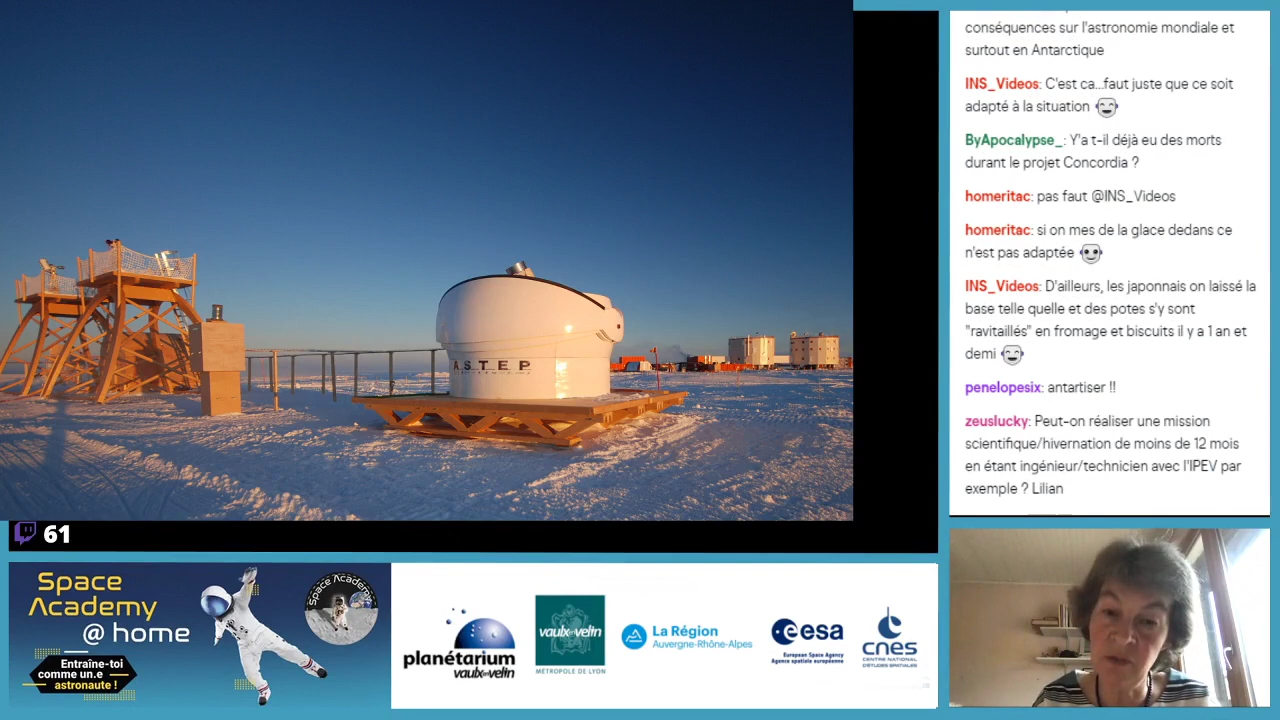 conséquences sur l'astronomie mondiale et
surtout en Antarctique
INS_Videos: C'est ca...faut juste que ce soit
adapté à la situation
ByApocalypse_: Y'a t-il déjà eu des morts
durant le projet Concordia ?
homeritac: pas faut @INS_Videos
homeritac: si on mes de la glace dedans ce
n'est pas adaptée
INS_Videos: D'ailleurs, les japonnais on laissé la
base telle quelle et des potes s'y sont
"ravitaillés" en fromage et biscuits il y a 1 an et
demi
penelopesix: antartiser !!
zeuslucky: Peut-on réaliser une mission
scientifique/hivernation de moins de 12 mois
en étant ingénieur/technicien avec l'IPEV par
exemple ? Lilian
ASTEP
61
Space
Academy
@ home
Entraîne-toi
comme un.e
astronaute !
Space Academy
planétarium
vaulx en velin
vaulx en velin
MÉTROPOLE DE LYON
La Région
Auvergne-Rhône-Alpes
esa
European Space Agency
Agence spatiale européenne
cnes
CENTRE NATIONAL
D'ÉTUDES SPATIALES